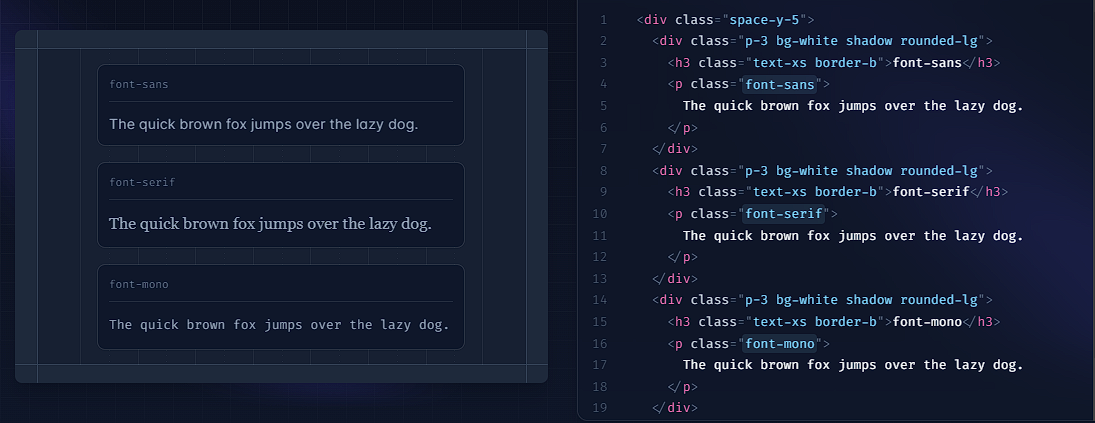 font-sans
The quick brown fox jumps over the lazy dog.
font-serif
The quick brown fox jumps over the lazy dog.
font-mono
The quick brown fox jumps over the lazy dog.
1 <div class="space-y-5">
2 <div class="p-3 bg-white shadow rounded-lg">
3 <h3 class="text-xs border-b">font-sans</h3>
4 <p class="font-sans">
5 The quick brown fox jumps over the lazy dog.
6 </p>
7 </div>
8 <div class="p-3 bg-white shadow rounded-lg">
9 <h3 class="text-xs border-b">font-serif</h3>
10 <p class="font-serif">
11 The quick brown fox jumps over the lazy dog.
12 </p>
13 </div>
14 <div class="p-3 bg-white shadow rounded-lg">
15 <h3 class="text-xs border-b">font-mono</h3>
16 <p class="font-mono">
17 The quick brown fox jumps over the lazy dog.
18 </p>
19 </div>